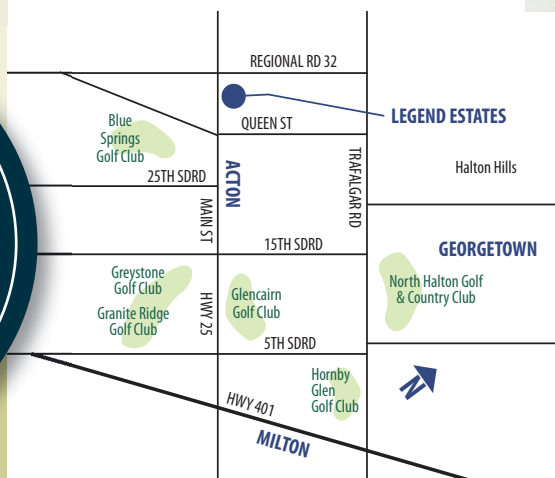 REGIONAL RD 32
LEGEND ESTATES
Blue
Springs
Golf Club
QUEEN ST
25TH SDRD
ACTON
MAIN ST
TRAFALGAR RD
Halton Hills
15TH SDRD
GEORGETOWN
Greystone
Golf Club
Granite Ridge
Golf Club
HWY 25
Glencairn
Golf Club
North Halton Golf
& Country Club
5TH SDRD
Hornby
Glen
Golf Club
N
HWY 401
MILTON